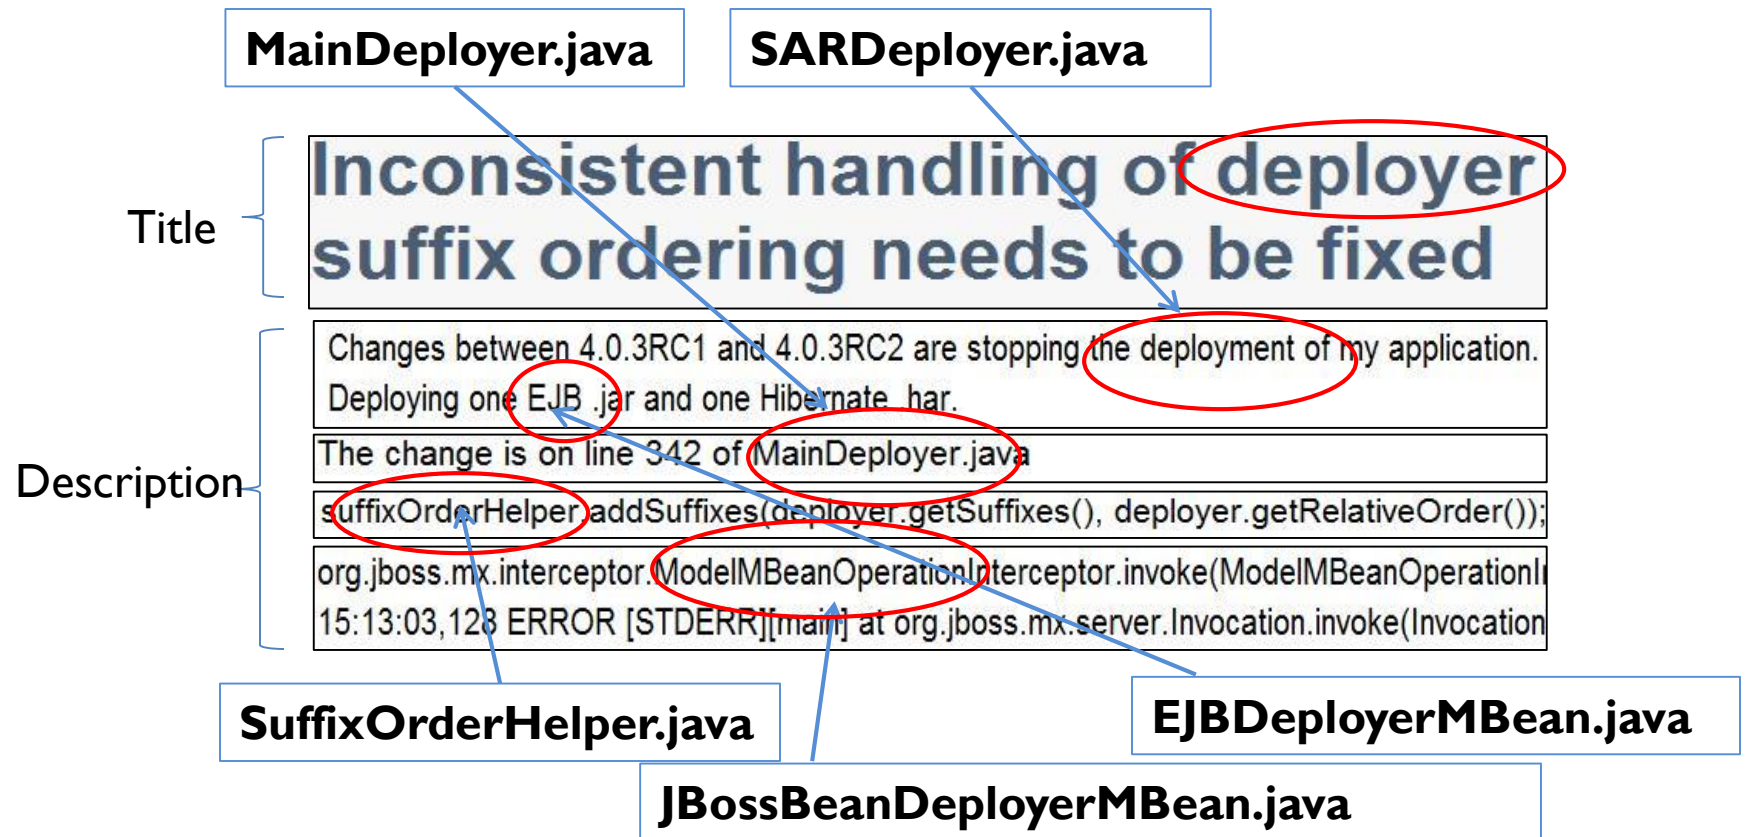 MainDeployer.java
SARDeployer.java
Title
Inconsistent handling of deployer
suffix ordering needs to be fixed
Description
Changes between 4.0.3RC1 and 4.0.3RC2 are stopping the deployment of my application.
Deploying one EJB .jar and one Hibernate .har.
The change is on line 342 of MainDeployer.java
suffixOrderHelper.addSuffixes(deployer.getSuffixes(), deployer.getRelativeOrder());
org.jboss.mx.interceptor.ModelMBeanOperationInterceptor.invoke(ModelMBeanOperationI
15:13:03,128 ERROR [STDERR][main] at org.jboss.mx.server.Invocation.invoke(Invocation
SuffixOrderHelper.java
EJBDeployerMBean.java
JBossBeanDeployerMBean.java